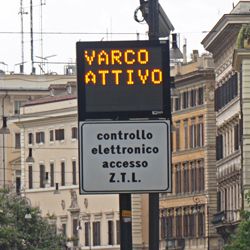 VARCO
ATTIVO
controllo
elettronico
accesso
Z.T.L.